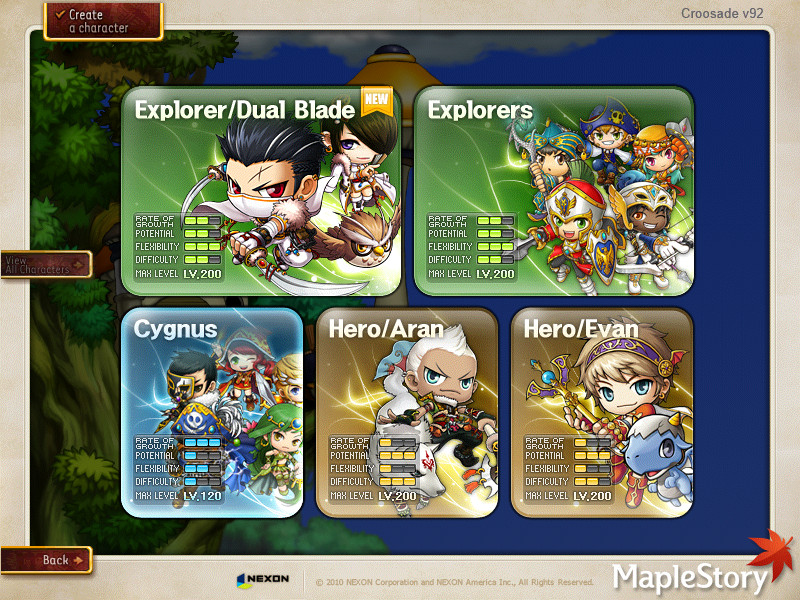 Create
a character
Croosade v92
Explorer/Dual Blade
NEW
RATE OF
GROWTH
POTENTIAL
FLEXIBILITY
DIFFICULTY
MAX LEVEL LV.200
Explorers
RATE OF
GROWTH
POTENTIAL
FLEXIBILITY
DIFFICULTY
MAX LEVEL LV.200
View
All Characters
Cygnus
RATE OF
GROWTH
POTENTIAL
FLEXIBILITY
DIFFICULTY
MAX LEVEL LV.120
Hero/Aran
RATE OF
GROWTH
POTENTIAL
FLEXIBILITY
DIFFICULTY
MAX LEVEL LV.200
Hero/Evan
RATE OF
GROWTH
POTENTIAL
FLEXIBILITY
DIFFICULTY
MAX LEVEL LV.200
Back
NEXON
© 2010 NEXON Corporation and NEXON America Inc., All Rights Reserved.
MapleStory